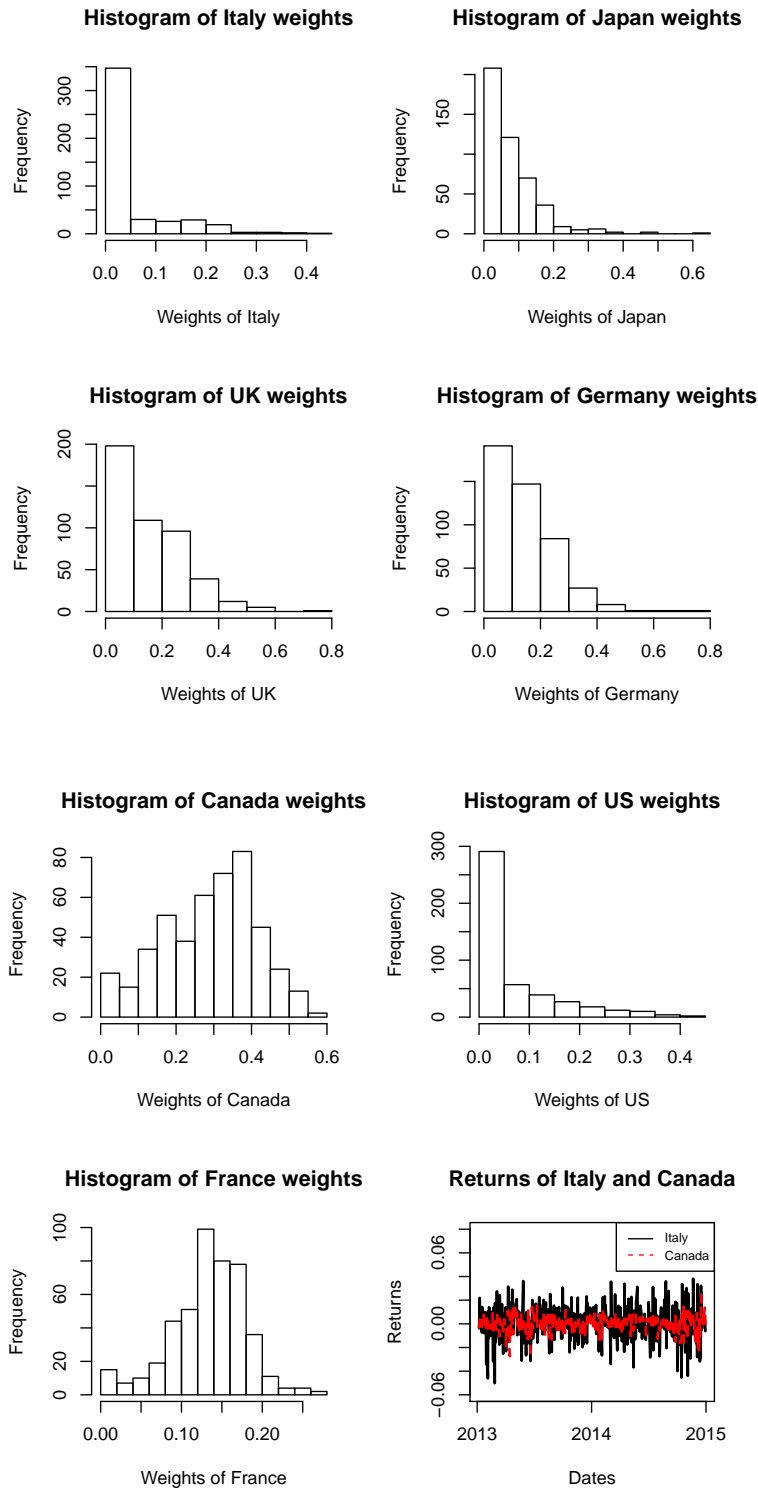 Histogram of Italy weights
Frequency
0 100 200 300
0.0 0.1 0.2 0.3 0.4
Weights of Italy
Histogram of Japan weights
Frequency
0 50 150
0.0 0.2 0.4 0.6
Weights of Japan
Histogram of UK weights
Frequency
0 50 100 200
0.0 0.2 0.4 0.6 0.8
Weights of UK
Histogram of Germany weights
Frequency
0 50 100
0.0 0.2 0.4 0.6 0.8
Weights of Germany
Histogram of Canada weights
Frequency
0 20 40 60 80
0.0 0.2 0.4 0.6
Weights of Canada
Histogram of US weights
Frequency
0 100 200 300
0.0 0.1 0.2 0.3 0.4
Weights of US
Histogram of France weights
Frequency
0 20 60 100
0.00 0.10 0.20
Weights of France
Returns of Italy and Canada
Returns
−0.06 0.00 0.06
Italy
Canada
2013 2014 2015
Dates